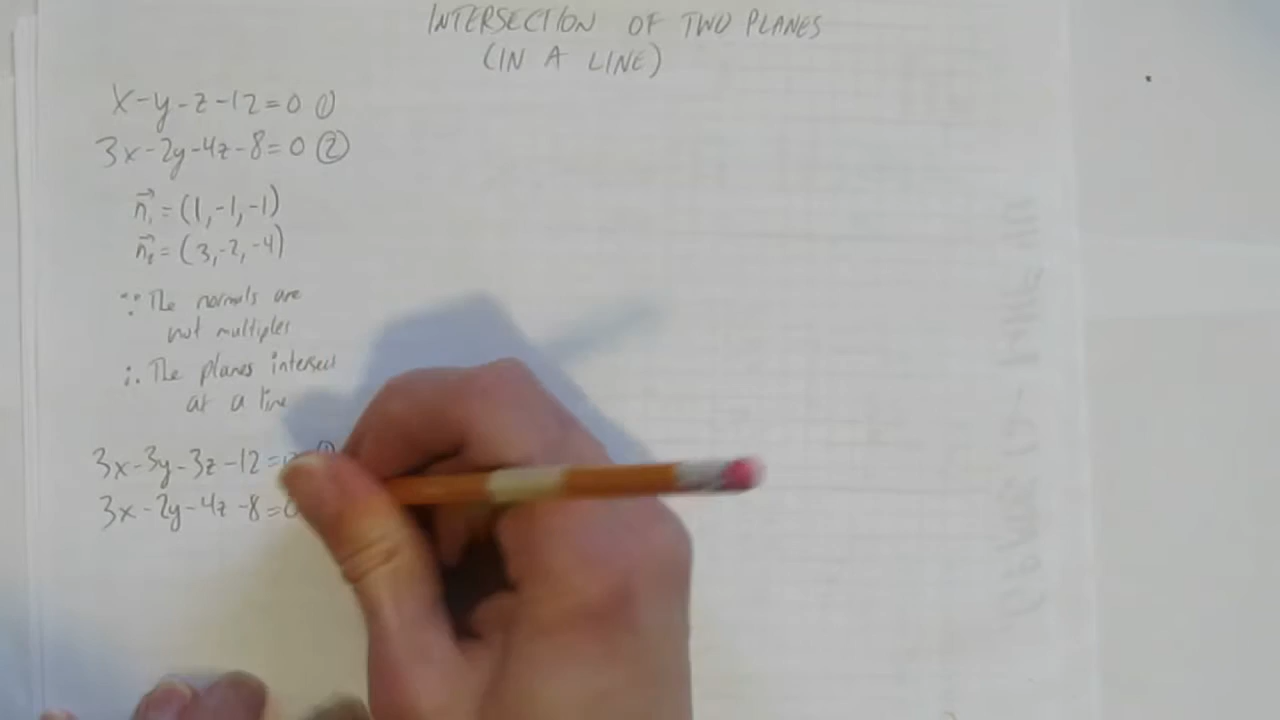 INTERSECTION OF TWO PLANES
(IN A LINE)
x-y-z-12=0 ①
3x-2y-4z-8=0 ②
n⃗₁=(1,-1,-1)
n⃗₂=(3,-2,-4)
∵ The normals are
not multiples
∴ The planes intersect
at a line
3x-3y-3z-12=
3x-2y-4z-8=0